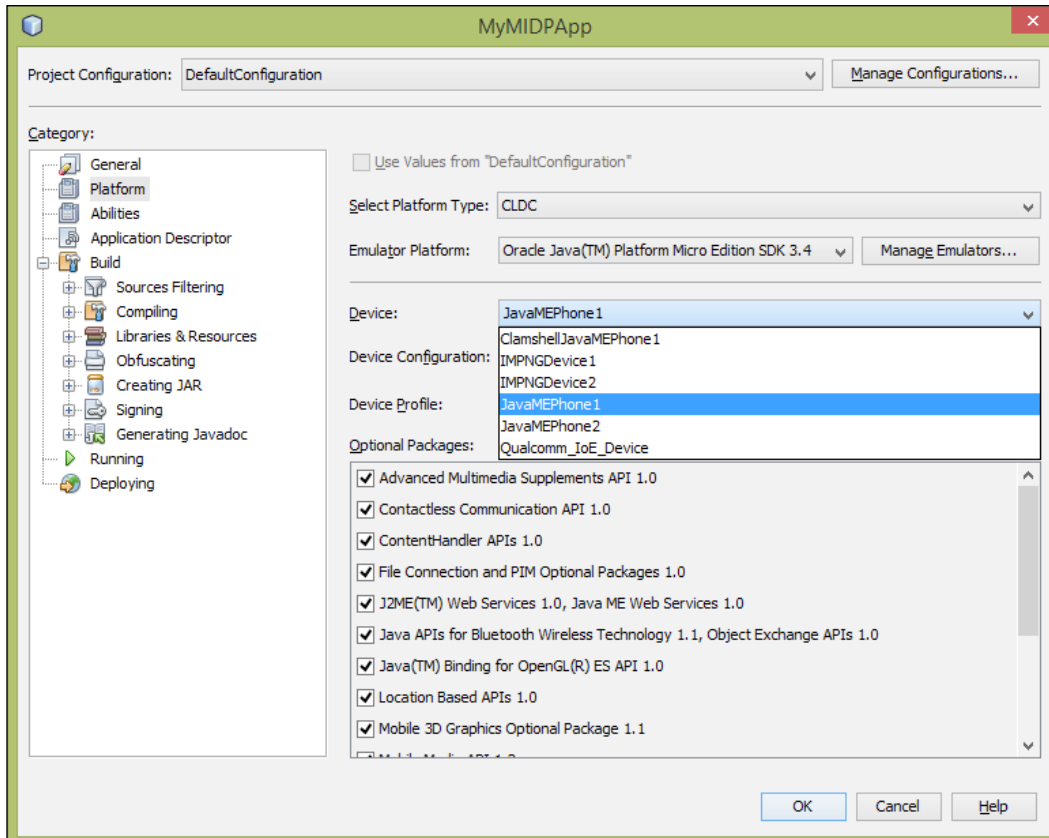 MyMIDPApp
Project Configuration: DefaultConfiguration Manage Configurations...
Category:
General
Platform
Abilities
Application Descriptor
Build
Sources Filtering
Compiling
Libraries & Resources
Obfuscating
Creating JAR
Signing
Generating Javadoc
Running
Deploying
Use Values from "DefaultConfiguration"
Select Platform Type: CLDC
Emulator Platform: Oracle Java(TM) Platform Micro Edition SDK 3.4 Manage Emulators...
Device: JavaMEPhone1
ClamshellJavaMEPhone1
Device Configuration: IMPNGDevice1
IMPNGDevice2
Device Profile: JavaMEPhone1
JavaMEPhone2
Optional Packages: Qualcomm_IoE_Device
Advanced Multimedia Supplements API 1.0
Contactless Communication API 1.0
ContentHandler APIs 1.0
File Connection and PIM Optional Packages 1.0
J2ME(TM) Web Services 1.0, Java ME Web Services 1.0
Java APIs for Bluetooth Wireless Technology 1.1, Object Exchange APIs 1.0
Java(TM) Binding for OpenGL(R) ES API 1.0
Location Based APIs 1.0
Mobile 3D Graphics Optional Package 1.1
OK Cancel Help